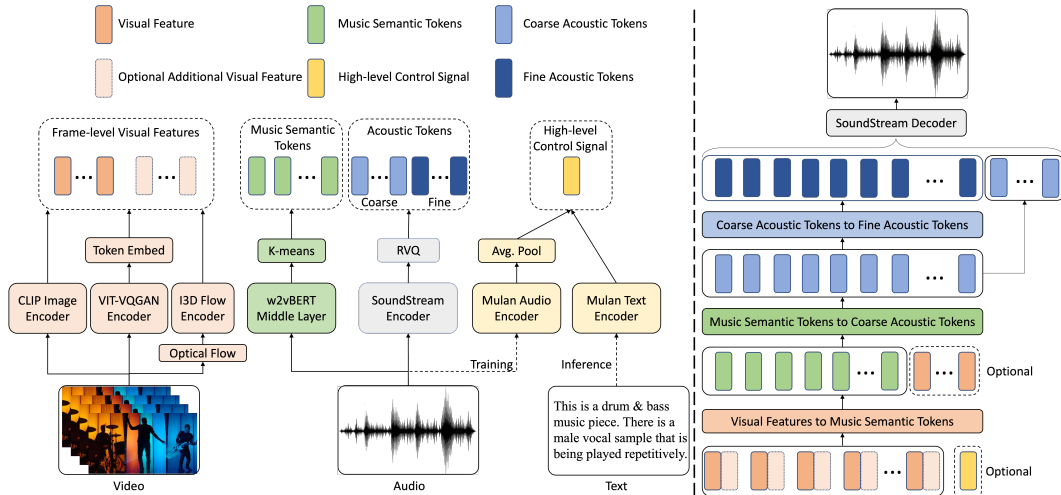 Visual Feature
Music Semantic Tokens
Coarse Acoustic Tokens
Optional Additional Visual Feature
High-level Control Signal
Fine Acoustic Tokens
Frame-level Visual Features
Music Semantic
Tokens
Acoustic Tokens
Coarse
Fine
High-level
Control Signal
Token Embed
K-means
RVQ
Avg. Pool
CLIP Image
Encoder
VIT-VQGAN
Encoder
I3D Flow
Encoder
w2vBERT
Middle Layer
SoundStream
Encoder
Mulan Audio
Encoder
Mulan Text
Encoder
Optical Flow
Training
Inference
This is a drum & bass
music piece. There is a
male vocal sample that is
being played repetitively.
Video
Audio
Text
SoundStream Decoder
Coarse Acoustic Tokens to Fine Acoustic Tokens
Music Semantic Tokens to Coarse Acoustic Tokens
Optional
Visual Features to Music Semantic Tokens
Optional